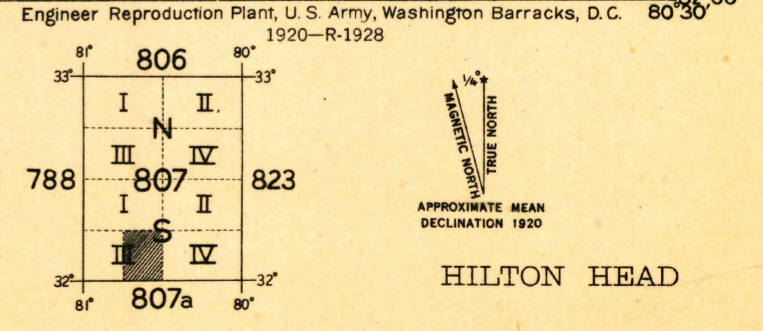 Engineer Reproduction Plant, U. S. Army, Washington Barracks, D. C. 80°30'
1920—R-1928
81° 806 80°
33° 33°
I II.
N
III IV
788 807 823
I II
S
III IV
32° 32°
81° 807a 80°
¼° *
MAGNETIC NORTH
TRUE NORTH
APPROXIMATE MEAN
DECLINATION 1920
HILTON HEAD